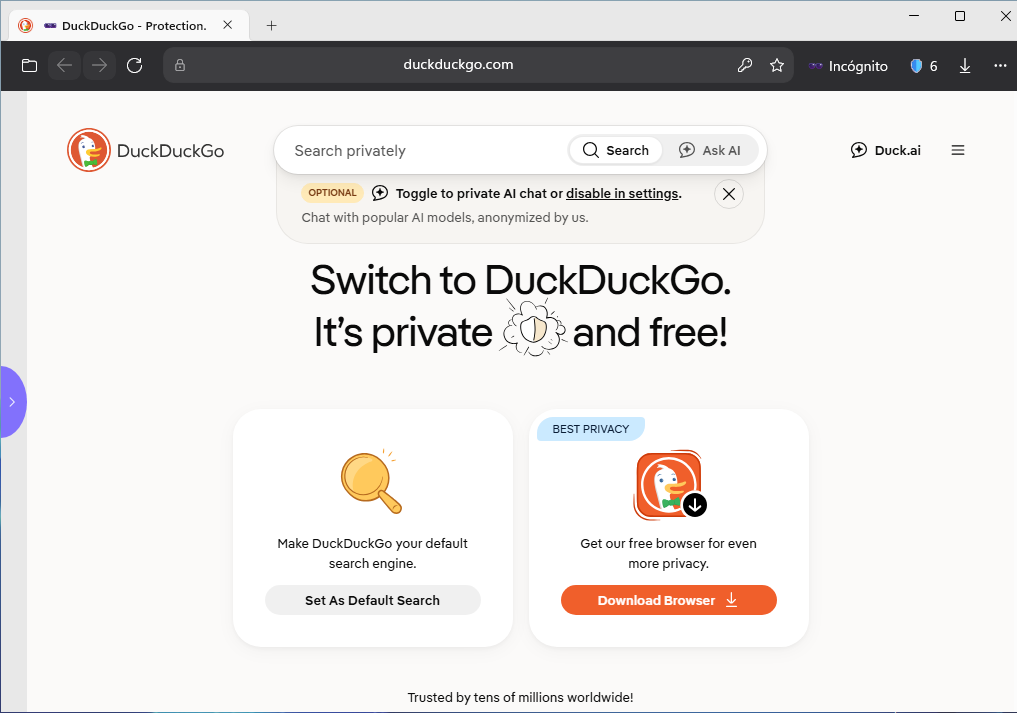 DuckDuckGo - Protection.
duckduckgo.com
Incógnito
6
DuckDuckGo
Search privately
Search
Ask AI
Duck.ai
OPTIONAL
Toggle to private AI chat or disable in settings.
Chat with popular AI models, anonymized by us.
Switch to DuckDuckGo.
It’s private and free!
BEST PRIVACY
Make DuckDuckGo your default
search engine.
Set As Default Search
Get our free browser for even
more privacy.
Download Browser
Trusted by tens of millions worldwide!